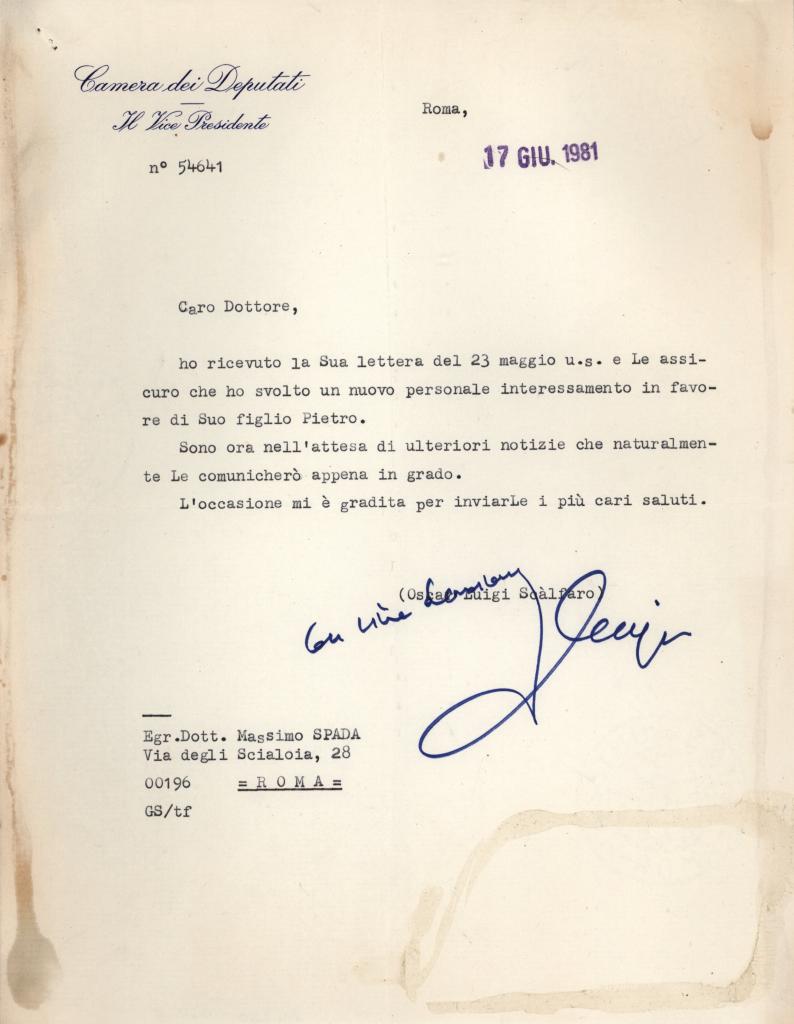 Camera dei Deputati
Il Vice Presidente
nº 54641
Roma,
17 GIU. 1981
Caro Dottore,
ho ricevuto la Sua lettera del 23 maggio u.s. e Le assi-
curo che ho svolto un nuovo personale interessamento in favo-
re di Suo figlio Pietro.
Sono ora nell'attesa di ulteriori notizie che naturalmen-
te Le comunicherò appena in grado.
L'occasione mi è gradita per inviarLe i più cari saluti.
(Oscar Luigi Scàlfaro)
Con
Egr.Dott. Massimo SPADA
Via degli Scialoia, 28
00196 = R O M A =
GS/tf